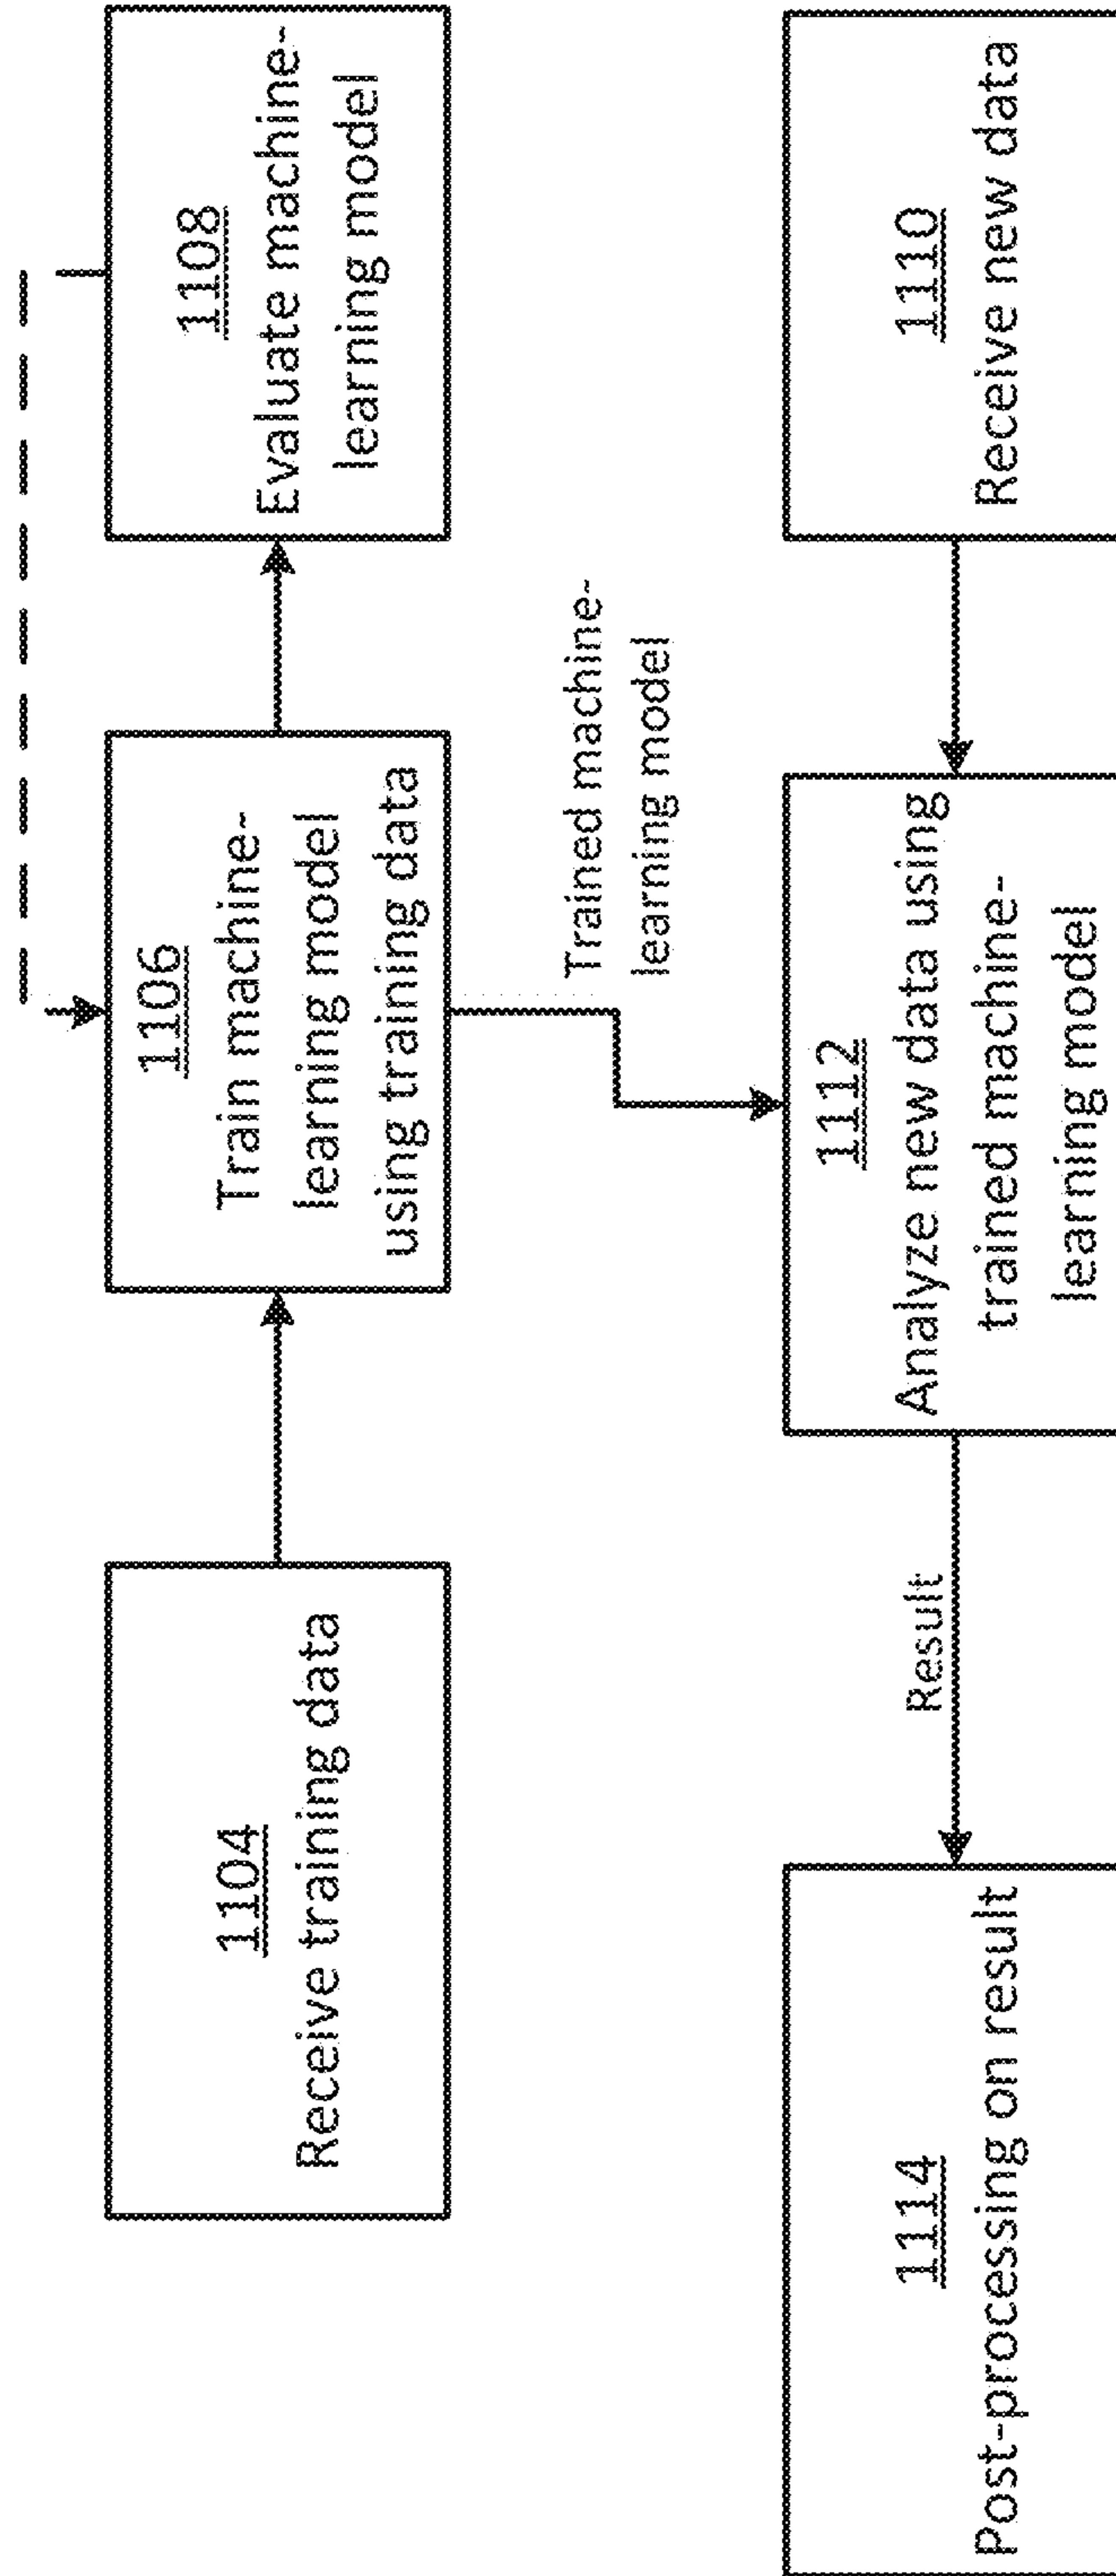 1104
Receive training data
1106
Train machine-
learning model
using training data
1108
Evaluate machine-
learning model
Trained machine-
learning model
1114
Post-processing on result
Result
1112
Analyze new data using
trained machine-
learning model
1110
Receive new data